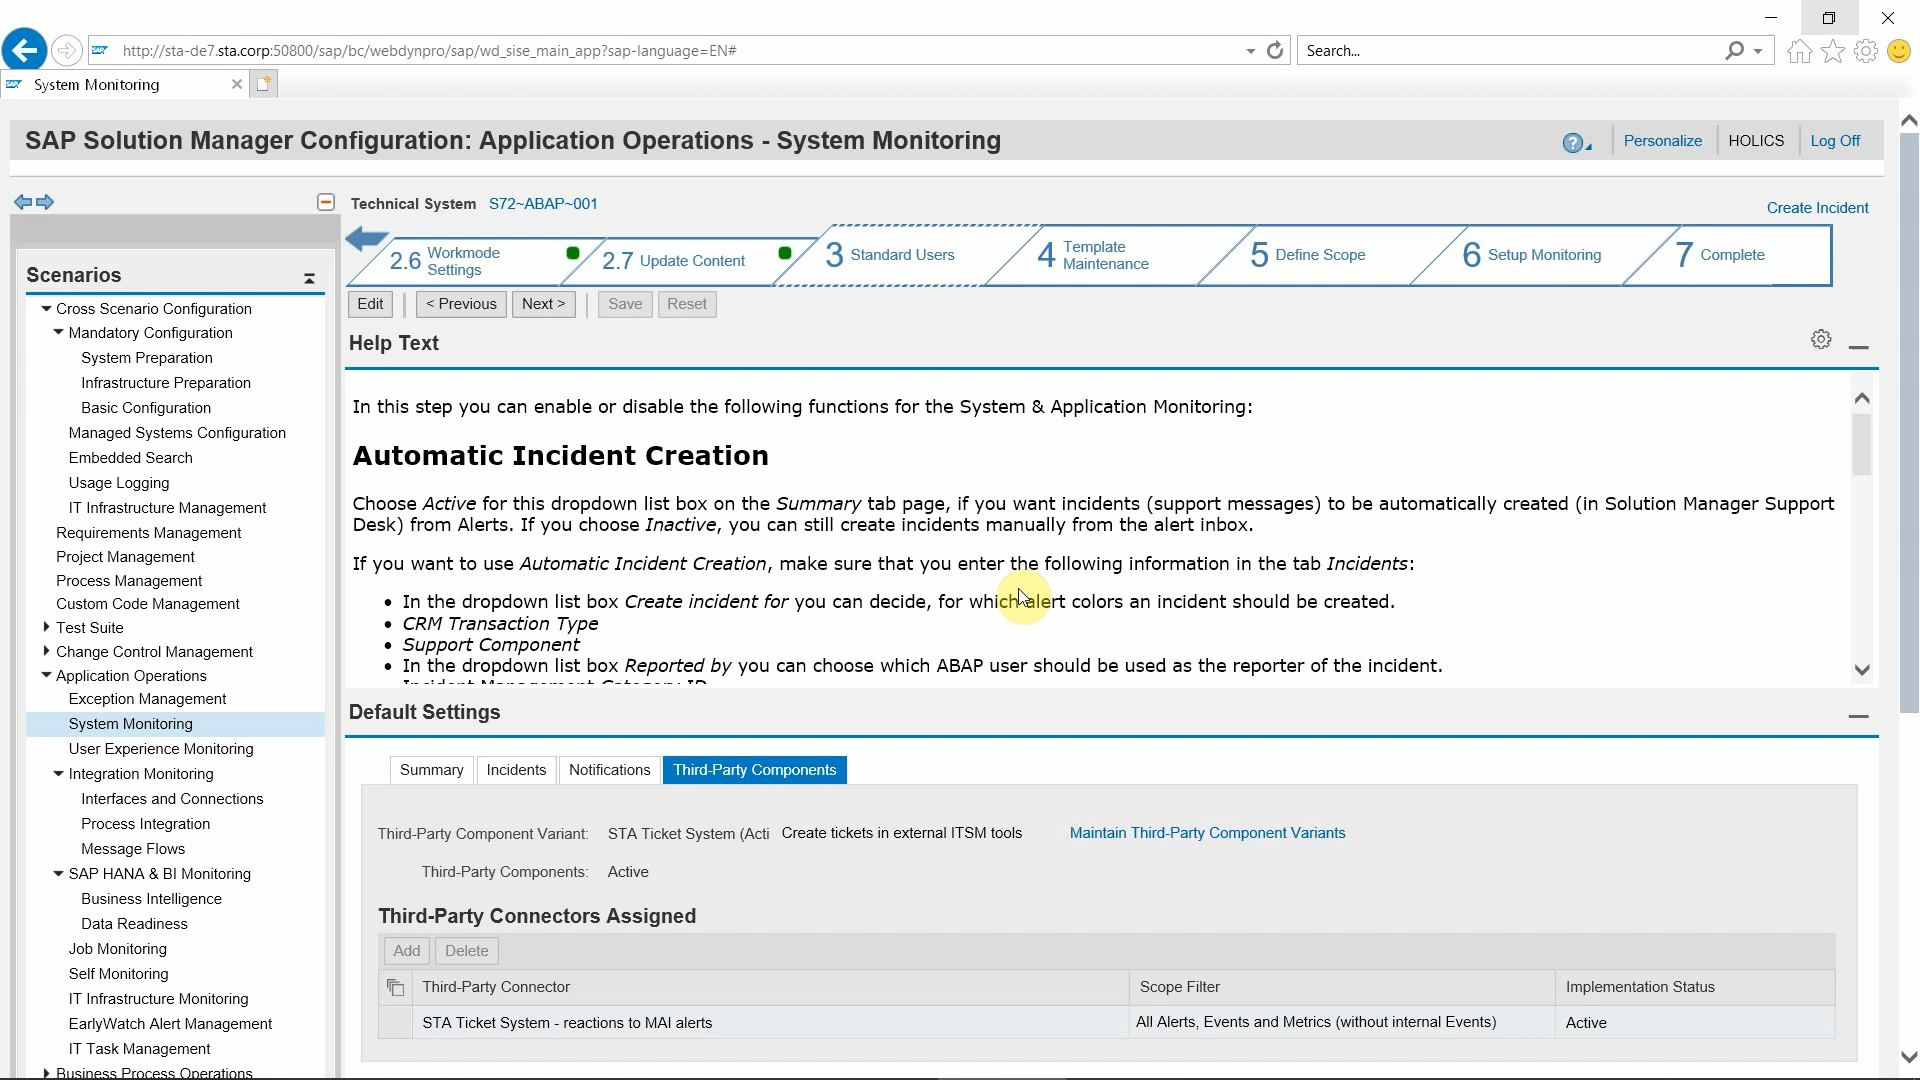 http://sta-de7.sta.corp:50800/sap/bc/webdynpro/sap/wd_sise_main_app?sap-language=EN#
Search...
System Monitoring
SAP Solution Manager Configuration: Application Operations - System Monitoring
Personalize
HOLICS
Log Off
Technical System S72~ABAP~001
Create Incident
2.6 Workmode Settings
2.7 Update Content
3 Standard Users
4 Template Maintenance
5 Define Scope
6 Setup Monitoring
7 Complete
Edit
< Previous
Next >
Save
Reset
Scenarios
Cross Scenario Configuration
Mandatory Configuration
System Preparation
Infrastructure Preparation
Basic Configuration
Managed Systems Configuration
Embedded Search
Usage Logging
IT Infrastructure Management
Requirements Management
Project Management
Process Management
Custom Code Management
Test Suite
Change Control Management
Application Operations
Exception Management
System Monitoring
User Experience Monitoring
Integration Monitoring
Interfaces and Connections
Process Integration
Message Flows
SAP HANA & BI Monitoring
Business Intelligence
Data Readiness
Job Monitoring
Self Monitoring
IT Infrastructure Monitoring
EarlyWatch Alert Management
IT Task Management
Business Process Operations
Help Text
In this step you can enable or disable the following functions for the System & Application Monitoring:
Automatic Incident Creation
Choose Active for this dropdown list box on the Summary tab page, if you want incidents (support messages) to be automatically created (in Solution Manager Support
Desk) from Alerts. If you choose Inactive, you can still create incidents manually from the alert inbox.
If you want to use Automatic Incident Creation, make sure that you enter the following information in the tab Incidents:
• In the dropdown list box Create incident for you can decide, for which alert colors an incident should be created.
• CRM Transaction Type
• Support Component
• In the dropdown list box Reported by you can choose which ABAP user should be used as the reporter of the incident.
• Incident Management Category ID
Default Settings
Summary
Incidents
Notifications
Third-Party Components
Third-Party Component Variant: STA Ticket System (Acti Create tickets in external ITSM tools Maintain Third-Party Component Variants
Third-Party Components: Active
Third-Party Connectors Assigned
Add
Delete
Third-Party Connector
Scope Filter
Implementation Status
STA Ticket System - reactions to MAI alerts
All Alerts, Events and Metrics (without internal Events)
Active